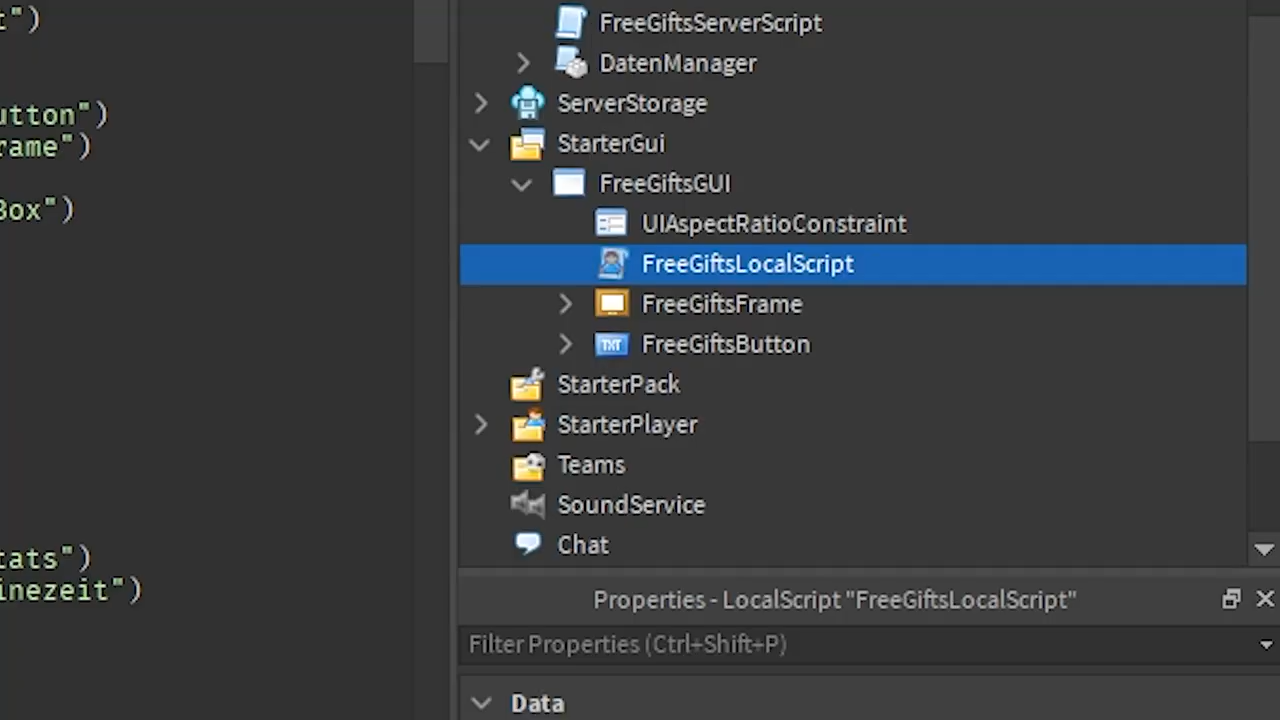 t")
utton")
rame")
Box")
tats")
inezeit")
FreeGiftsServerScript
DatenManager
ServerStorage
StarterGui
FreeGiftsGUI
UIAspectRatioConstraint
FreeGiftsLocalScript
FreeGiftsFrame
TXT FreeGiftsButton
StarterPack
StarterPlayer
Teams
SoundService
Chat
Properties - LocalScript "FreeGiftsLocalScript"
Filter Properties (Ctrl+Shift+P)
Data